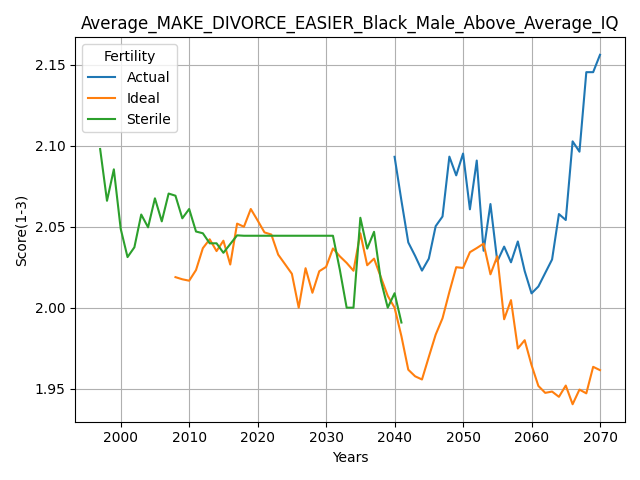 Average_MAKE_DIVORCE_EASIER_Black_Male_Above_Average_IQ
Fertility
Actual
Ideal
Sterile
Score(1-3)
2.15
2.10
2.05
2.00
1.95
2000 2010 2020 2030 2040 2050 2060 2070
Years